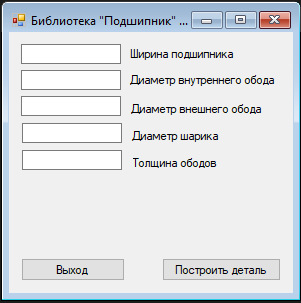 Библиотека "Подшипник" ...
Ширина подшипника
Диаметр внутреннего обода
Диаметр внешнего обода
Диаметр шарика
Толщина ободов
Выход
Построить деталь